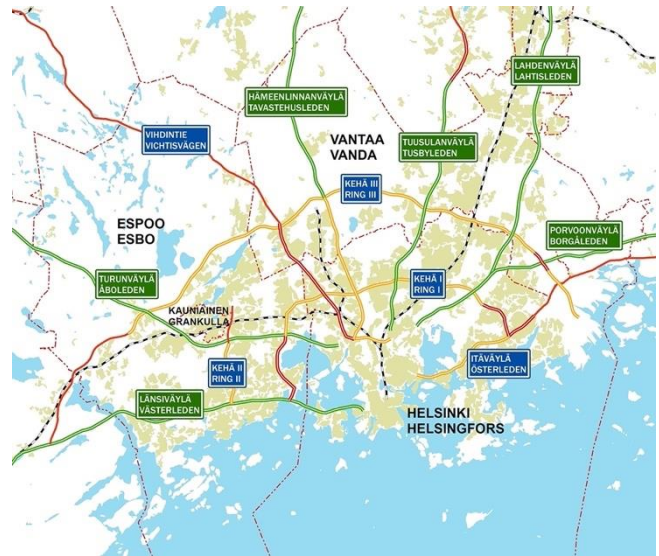 LAHDENVÄYLÄ
LAHTISLEDEN
HÄMEENLINNANVÄYLÄ
TAVASTEHUSLEDEN
VIHDINTIE
VICHTISVÄGEN
VANTAA
VANDA
TUUSULANVÄYLÄ
TUSBYLEDEN
KEHÄ III
RING III
ESPOO
ESBO
PORVOONVÄYLÄ
BORGÅLEDEN
TURUNVÄYLÄ
ÅBOLEDEN
KEHÄ I
RING I
KAUNIAINEN
GRANKULLA
KEHÄ II
RING II
ITÄVÄYLÄ
ÖSTERLEDEN
LÄNSIVÄYLÄ
VÄSTERLEDEN
HELSINKI
HELSINGFORS